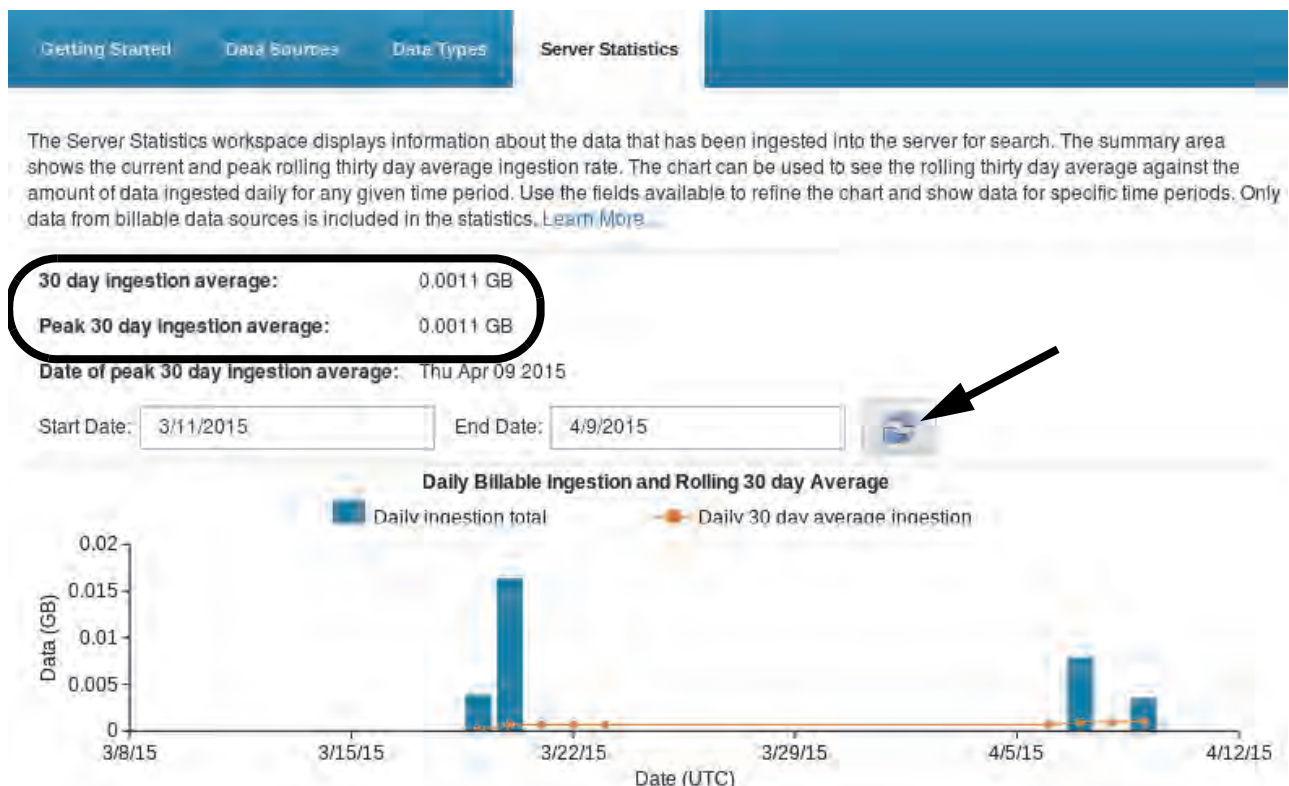 Getting Started Data Sources Data Types Server Statistics
The Server Statistics workspace displays information about the data that has been ingested into the server for search. The summary area
shows the current and peak rolling thirty day average ingestion rate. The chart can be used to see the rolling thirty day average against the
amount of data ingested daily for any given time period. Use the fields available to refine the chart and show data for specific time periods. Only
data from billable data sources is included in the statistics. Learn More...
30 day ingestion average: 0.0011 GB
Peak 30 day ingestion average: 0.0011 GB
Date of peak 30 day ingestion average: Thu Apr 09 2015
Start Date: 3/11/2015 End Date: 4/9/2015
Daily Billable Ingestion and Rolling 30 day Average
Daily ingestion total Daily 30 day average ingestion
0.02
0.015
0.01
0.005
0
Data (GB)
3/8/15 3/15/15 3/22/15 3/29/15 4/5/15 4/12/15
Date (UTC)